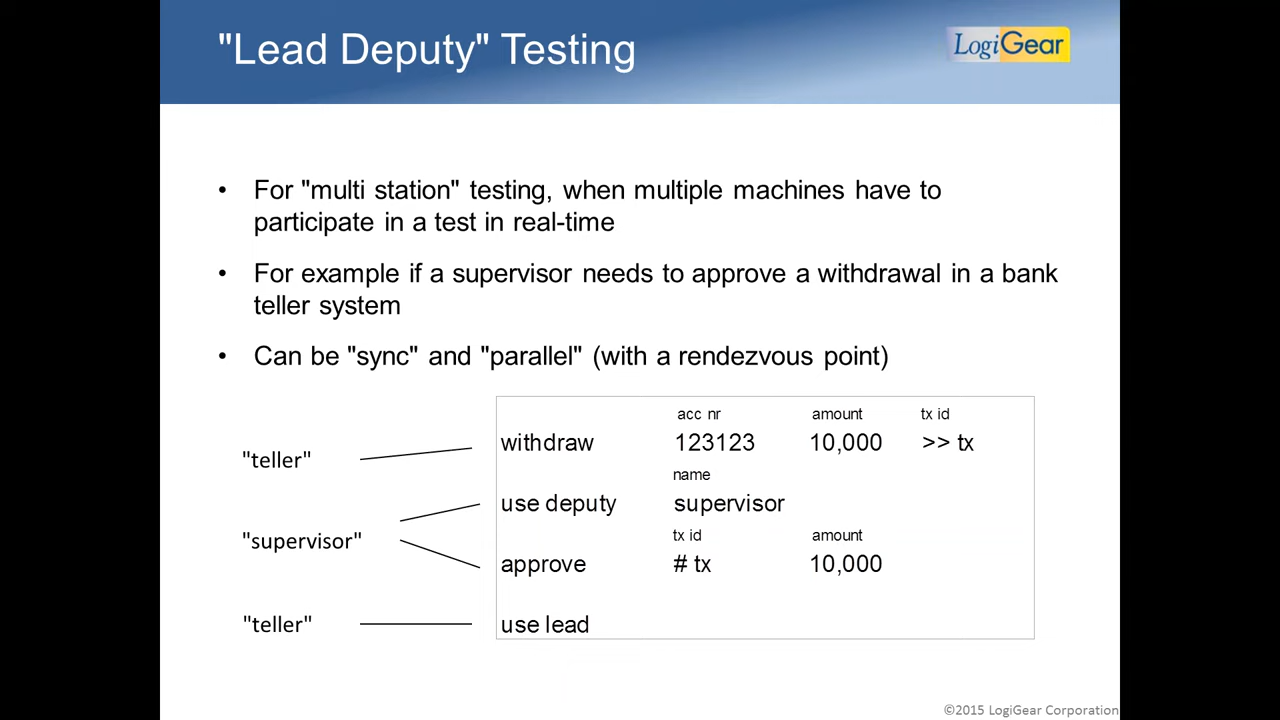 "Lead Deputy" Testing
LogiGear
• For "multi station" testing, when multiple machines have to
participate in a test in real-time
• For example if a supervisor needs to approve a withdrawal in a bank
teller system
• Can be "sync" and "parallel" (with a rendezvous point)
acc nr amount tx id
"teller" withdraw 123123 10,000 >> tx
name
use deputy supervisor
"supervisor"
tx id amount
approve # tx 10,000
"teller" use lead
©2015 LogiGear Corporation